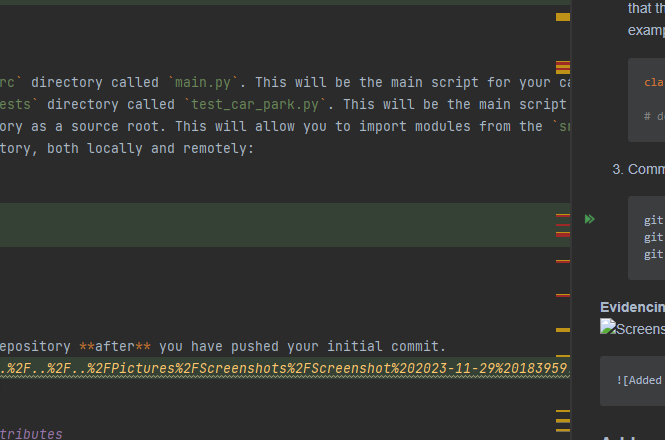 that th
examp
rc` directory called `main.py`. This will be the main script for your ca
cla
ests` directory called `test_car_park.py`. This will be the main script
ory as a source root. This will allow you to import modules from the `sr
# de
tory, both locally and remotely:
3. Comm
git
git
git
Evidencin
Screens
epository **after** you have pushed your initial commit.
.%2F..%2F..%2FPictures%2FScreenshots%2FScreenshot%202023-11-29%20183959.
![Added
tributes